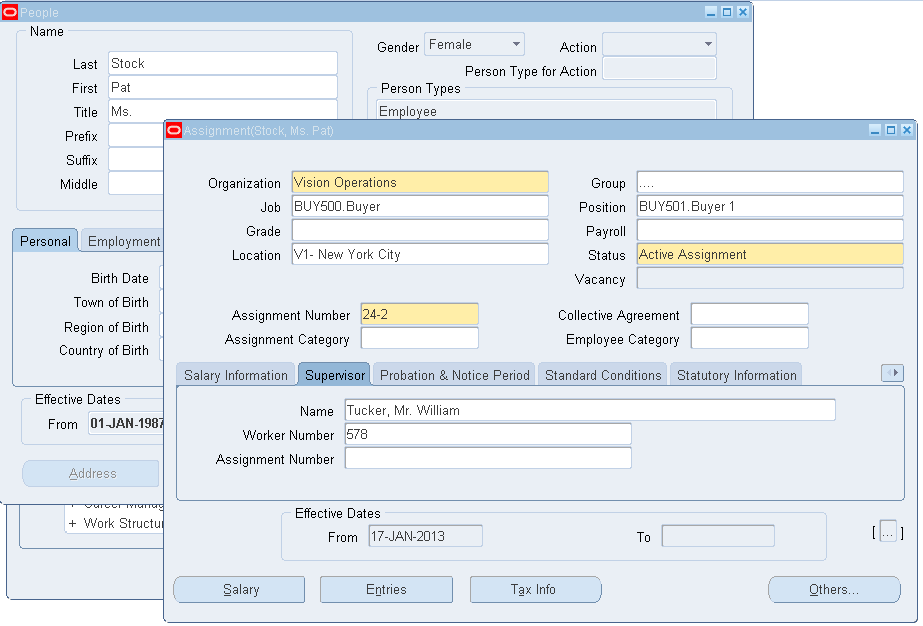 People
Name
Last Stock
First Pat
Title Ms.
Prefix
Suffix
Middle
Gender Female Action
Person Type for Action
Person Types
Employee
Personal Employment
Birth Date
Town of Birth
Region of Birth
Country of Birth
Effective Dates
From 01-JAN-1987
Address
+ Work Structu
Assignment(Stock, Ms. Pat)
Organization Vision Operations Group ....
Job BUY500.Buyer Position BUY501.Buyer 1
Grade Payroll
Location V1- New York City Status Active Assignment
Vacancy
Assignment Number 24-2 Collective Agreement
Assignment Category Employee Category
Salary Information Supervisor Probation & Notice Period Standard Conditions Statutory Information
Name Tucker, Mr. William
Worker Number 578
Assignment Number
Effective Dates
From 17-JAN-2013 To [ ... ]
Salary Entries Tax Info Others...